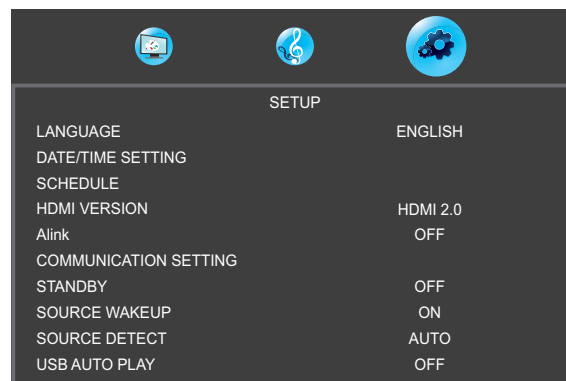 SETUP
LANGUAGE ENGLISH
DATE/TIME SETTING
SCHEDULE
HDMI VERSION HDMI 2.0
Alink OFF
COMMUNICATION SETTING
STANDBY OFF
SOURCE WAKEUP ON
SOURCE DETECT AUTO
USB AUTO PLAY OFF